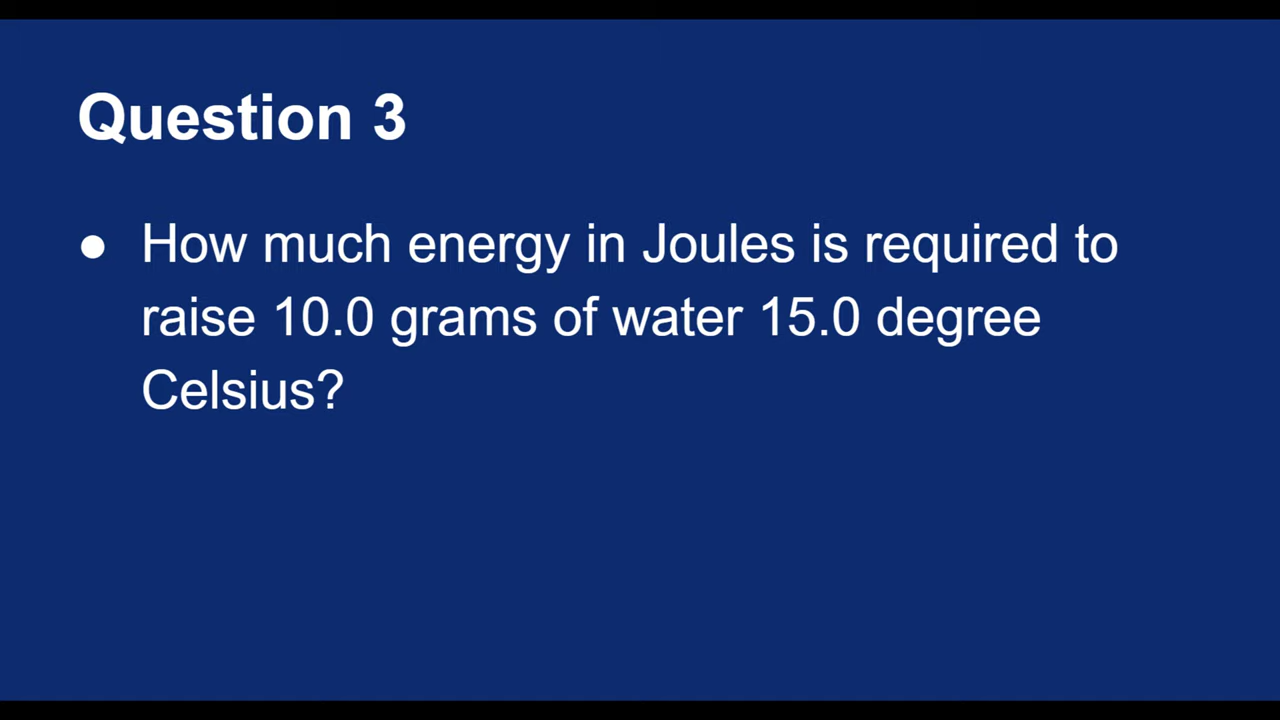 Question 3
● How much energy in Joules is required to
raise 10.0 grams of water 15.0 degree
Celsius?